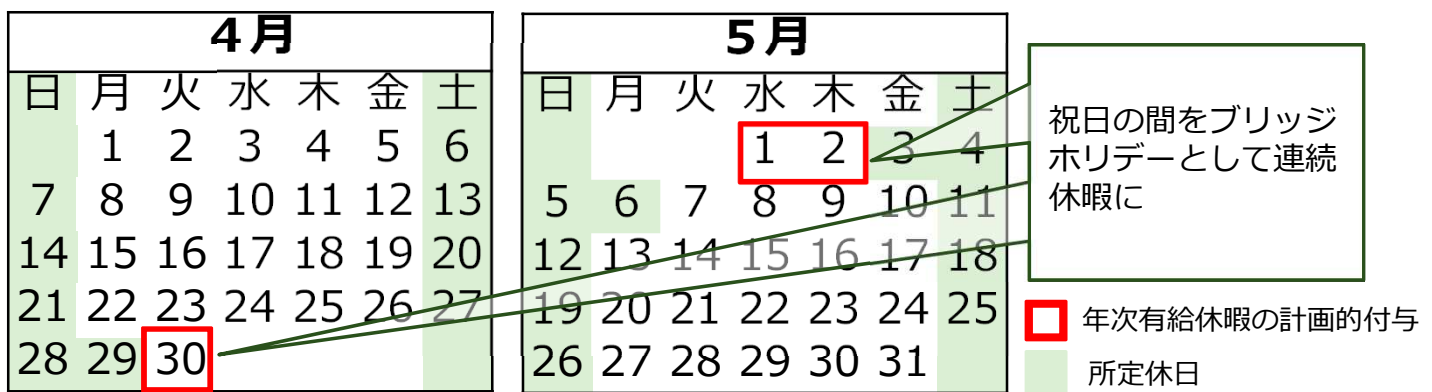 4月
日 月 火 水 木 金 土
1 2 3 4 5 6
7 8 9 10 11 12 13
14 15 16 17 18 19 20
21 22 23 24 25 26 27
28 29 30
5月
日 月 火 水 木 金 土
1 2 3 4
5 6 7 8 9 10 11
12 13 14 15 16 17 18
19 20 21 22 23 24 25
26 27 28 29 30 31
祝日の間をブリッジ
ホリデーとして連続
休暇に
年次有給休暇の計画的付与
所定休日